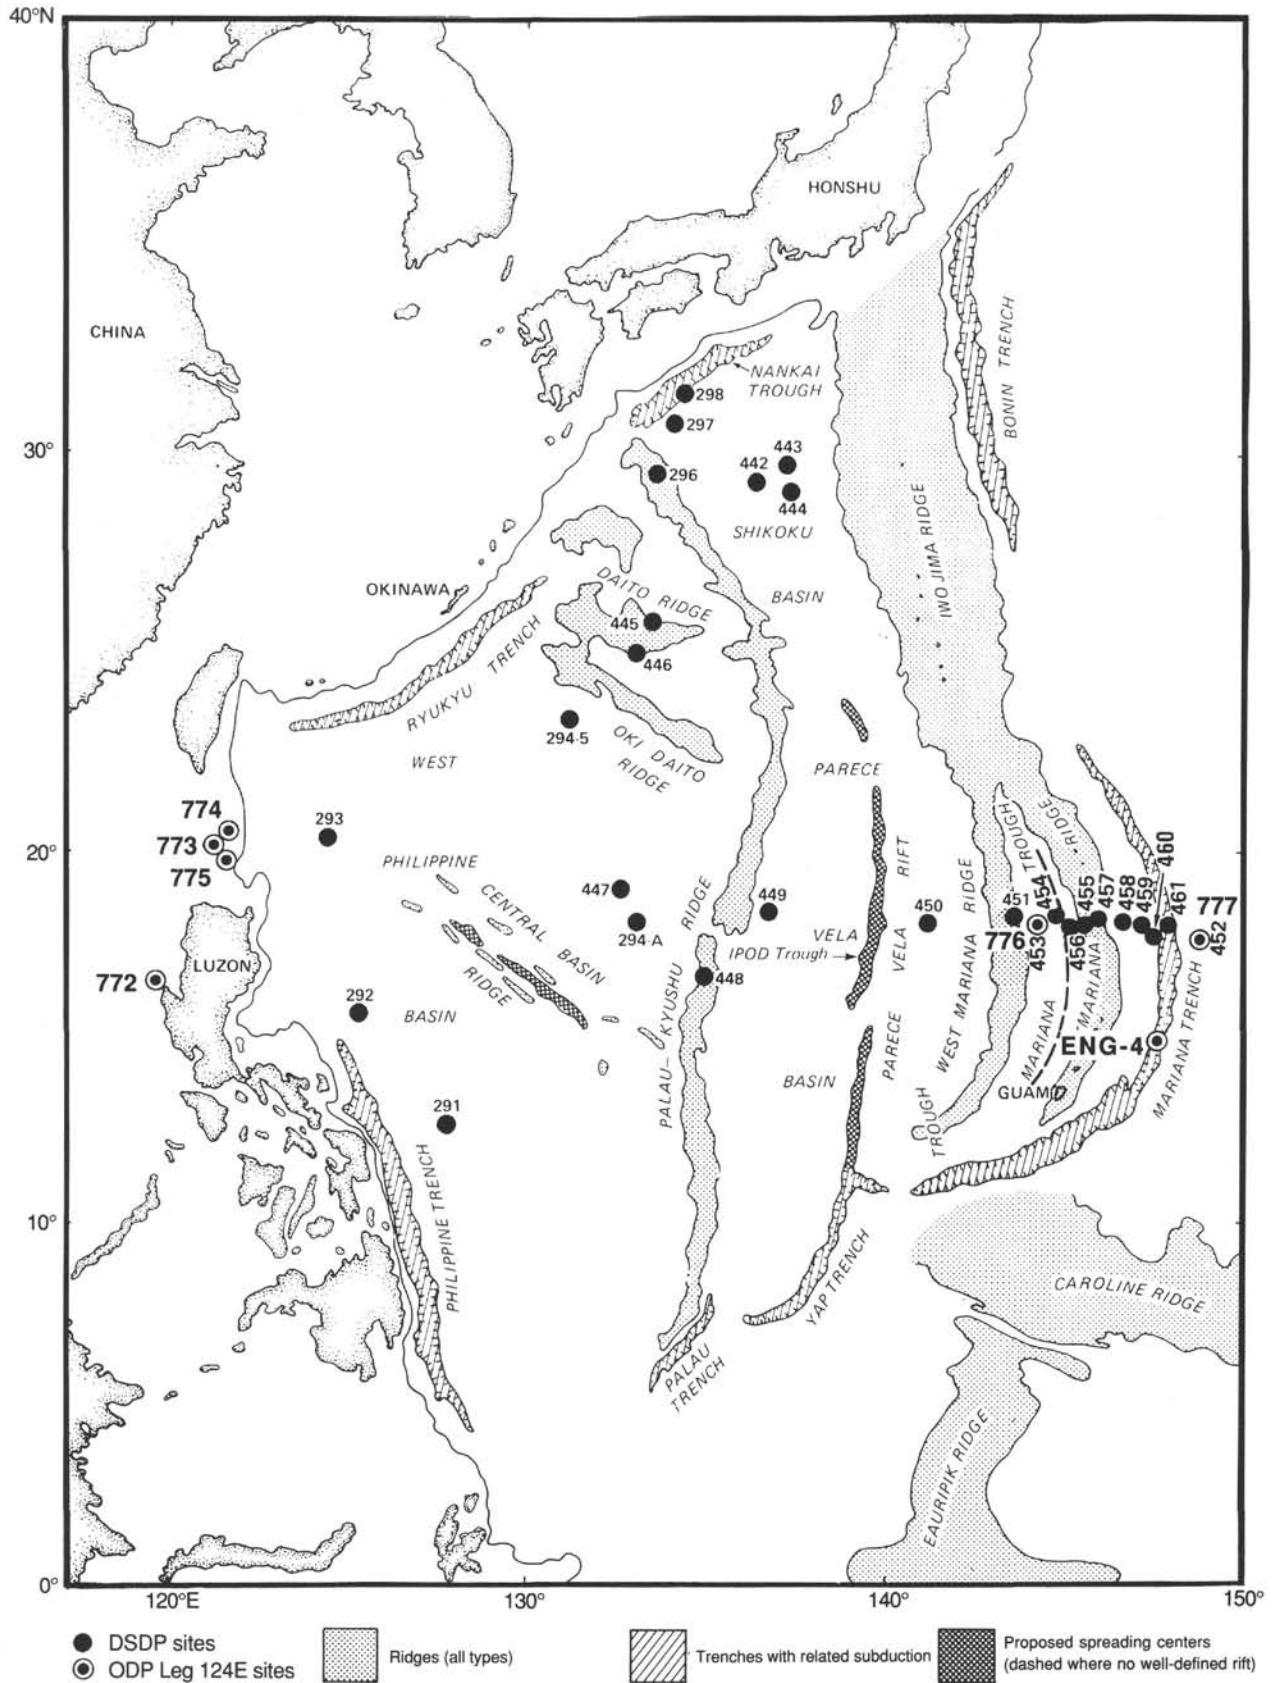 40°N
HONSHU
CHINA
BONIN TRENCH
NANKAI
TROUGH
298
297
30°
443
442
296
444
SHIKOKU
IWO JIMA RIDGE
OKINAWA
DAITO RIDGE
BASIN
445
446
RYUKYU TRENCH
294-5
OKI DAITO
RIDGE
WEST
PARECE
774
773
775
293
20°
TROUGH
RIDGE
460
PHILIPPINE
447
CENTRAL
BASIN
RIDGE
294-A
449
RIFT
VELA
450
WEST MARIANA RIDGE
451
454
455
457
458
459
461
777
452
776
453
456
VELA
IPOD Trough
LUZON
772
448
292
BASIN
PALAU-KYUSHU
RIDGE
PARECE
BASIN
MARIANA
MARIANA
ENG-4
MARIANA TRENCH
GUAM
TROUGH
291
PHILIPPINE TRENCH
10°
YAP TRENCH
CAROLINE RIDGE
PALAU
TRENCH
EAURIPIK RIDGE
0°
120°E
130°
140°
150°
DSDP sites
ODP Leg 124E sites
Ridges (all types)
Trenches with related subduction
Proposed spreading centers
(dashed where no well-defined rift)